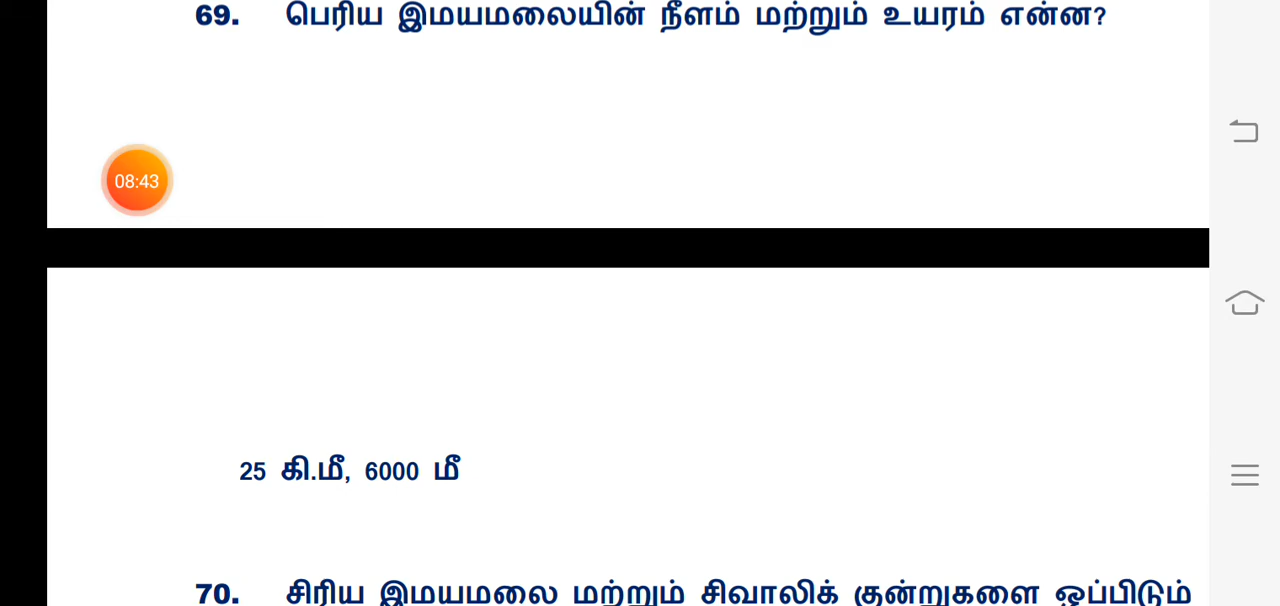 69. பெரிய இமயமலையின் நீளம் மற்றும் உயரம் என்ன?
08:43
25 கி.மீ, 6000 மீ
70. சிரிய இமயமலை மற்றும் சிவாலிக் குன்றுகளை ஒப்பிடும்